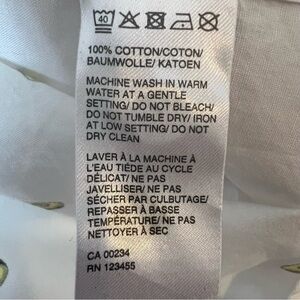 40
100% COTTON/COTON/
BAUMWOLLE/ KATOEN
MACHINE WASH IN WARM
WATER AT A GENTLE
SETTING/ DO NOT BLEACH/
DO NOT TUMBLE DRY/ IRON
AT LOW SETTING/ DO NOT
DRY CLEAN
LAVER À LA MACHINE À
L'EAU TIÉDE AU CYCLE
DÉLICAT/ NE PAS
JAVELLISER/ NE PAS
SÉCHER PAR CULBUTAGE/
REPASSER À BASSE
TEMPÉRATURE/ NE PAS
NETTOYER À SEC
CA 00234
RN 123455